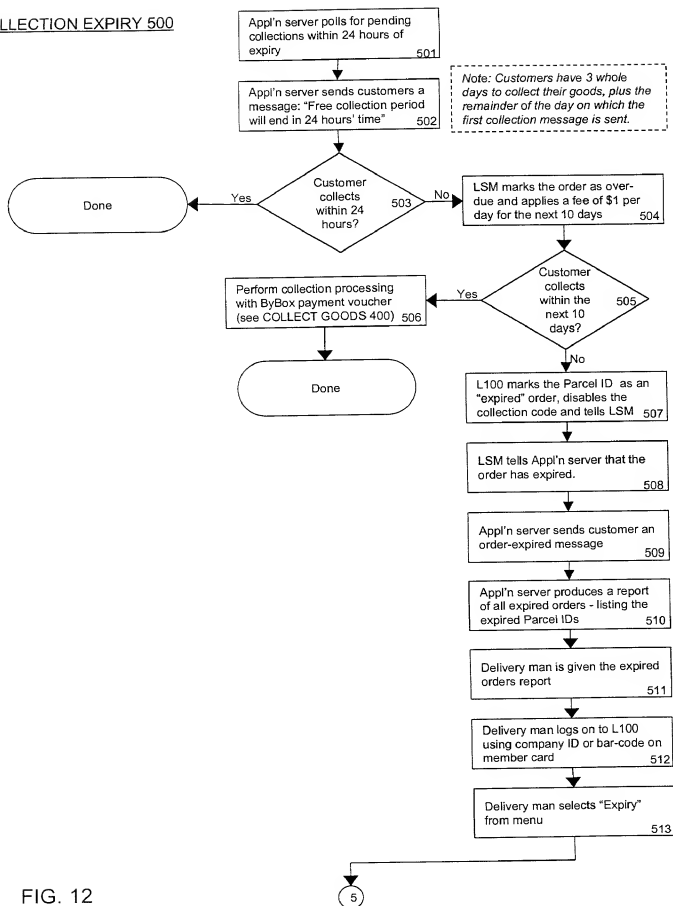 LLECTION EXPIRY 500
Appl'n server polls for pending
collections within 24 hours of
expiry
501
Appl'n server sends customers a
message: "Free collection period
will end in 24 hours' time"
502
Note: Customers have 3 whole
days to collect their goods, plus the
remainder of the day on which the
first collection message is sent.
Customer
collects
within 24
hours?
503
Yes
Done
No
LSM marks the order as over-
due and applies a fee of $1 per
day for the next 10 days
504
Customer
collects
within the
next 10
days?
505
Yes
Perform collection processing
with ByBox payment voucher
(see COLLECT GOODS 400)
506
Done
No
L100 marks the Parcel ID as an
"expired" order, disables the
collection code and tells LSM
507
LSM tells Appl'n server that the
order has expired.
508
Appl'n server sends customer an
order-expired message
509
Appl'n server produces a report
of all expired orders - listing the
expired Parcel IDs
510
Delivery man is given the expired
orders report
511
Delivery man logs on to L100
using company ID or bar-code on
member card
512
Delivery man selects "Expiry"
from menu
513
5
FIG. 12